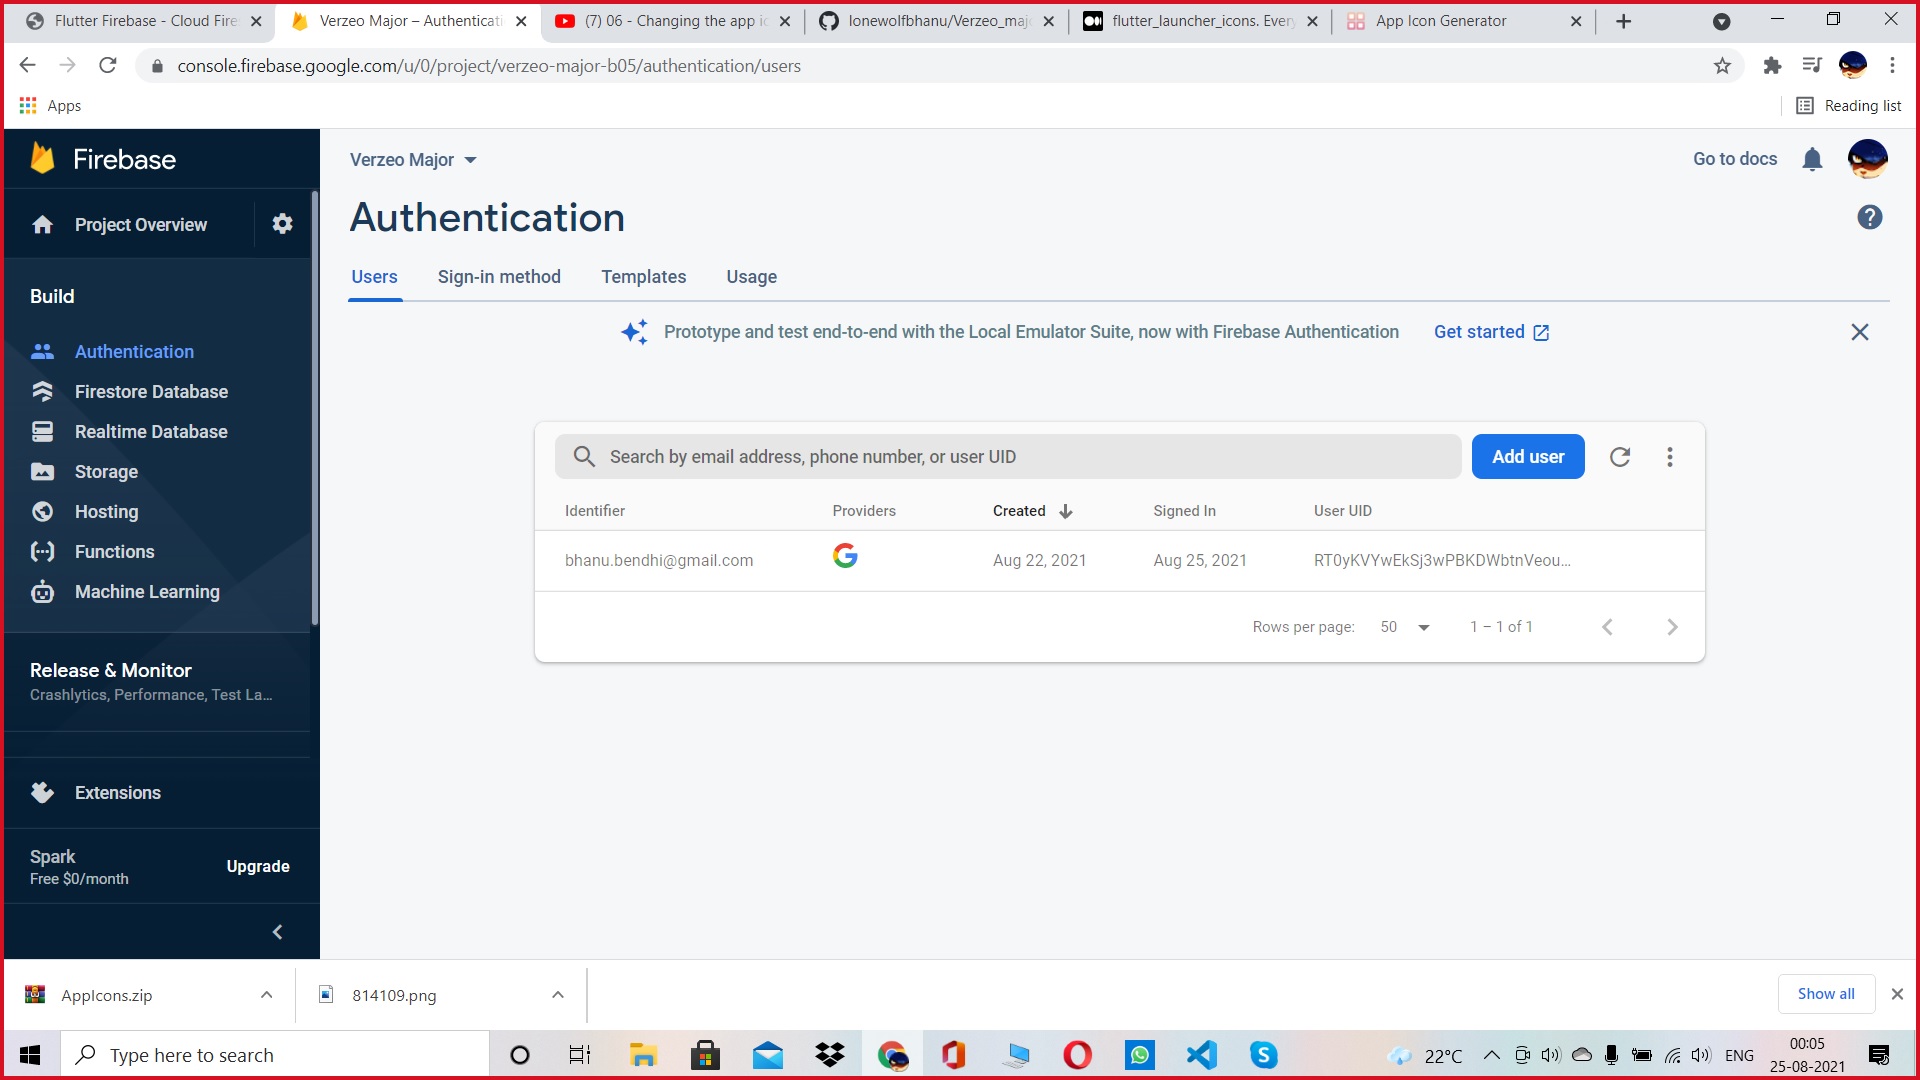 Flutter Firebase - Cloud Fire
Verzeo Major – Authenticati
(7) 06 - Changing the app ic
lonewolfbhanu/Verzeo_maj
flutter_launcher_icons. Every
App Icon Generator
console.firebase.google.com/u/0/project/verzeo-major-b05/authentication/users
Apps
Reading list
Firebase
Project Overview
Build
Authentication
Firestore Database
Realtime Database
Storage
Hosting
Functions
Machine Learning
Release & Monitor
Crashlytics, Performance, Test La...
Extensions
Spark
Free $0/month
Upgrade
Verzeo Major
Go to docs
Authentication
Users
Sign-in method
Templates
Usage
Prototype and test end-to-end with the Local Emulator Suite, now with Firebase Authentication
Get started
Search by email address, phone number, or user UID
Add user
Identifier
Providers
Created
Signed In
User UID
bhanu.bendhi@gmail.com
Aug 22, 2021
Aug 25, 2021
RT0yKVYwEkSj3wPBKDWbtnVeou...
Rows per page:
50
1 – 1 of 1
AppIcons.zip
814109.png
Show all
Type here to search
22°C
ENG
00:05
25-08-2021